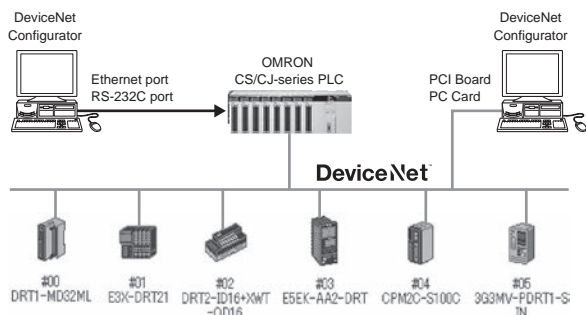 DeviceNet
Configurator
DeviceNet
Configurator
OMRON
CS/CJ-series PLC
Ethernet port
RS-232C port
PCI Board
PC Card
DeviceNet
#00
DRT1-MD32ML
#01
E3X-DRT21
#02
DRT2-ID16+XWT
-OD16
#03
E5EK-AA2-DRT
#04
CPM2C-S100C
#05
3G3MV-PDRT1-S
IN